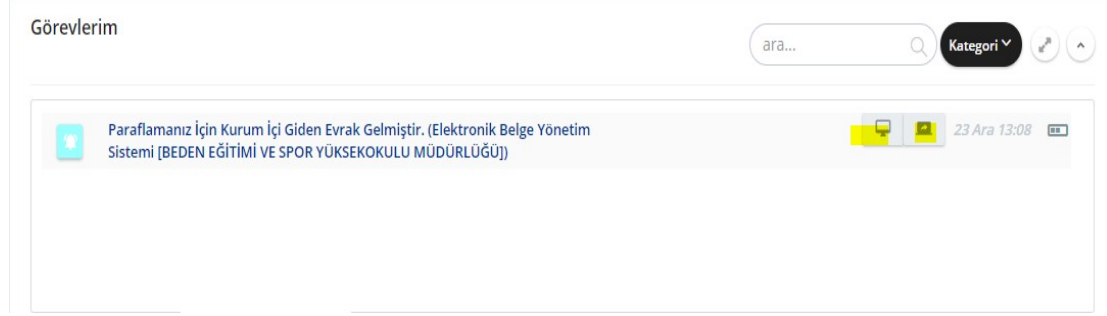 Görevlerim
ara...
Kategori
Paraflamanız İçin Kurum İçi Giden Evrak Gelmiştir. (Elektronik Belge Yönetim
Sistemi [BEDEN EĞİTİMİ VE SPOR YÜKSEKOKULU MÜDÜRLÜĞÜ])
23 Ara 13:08